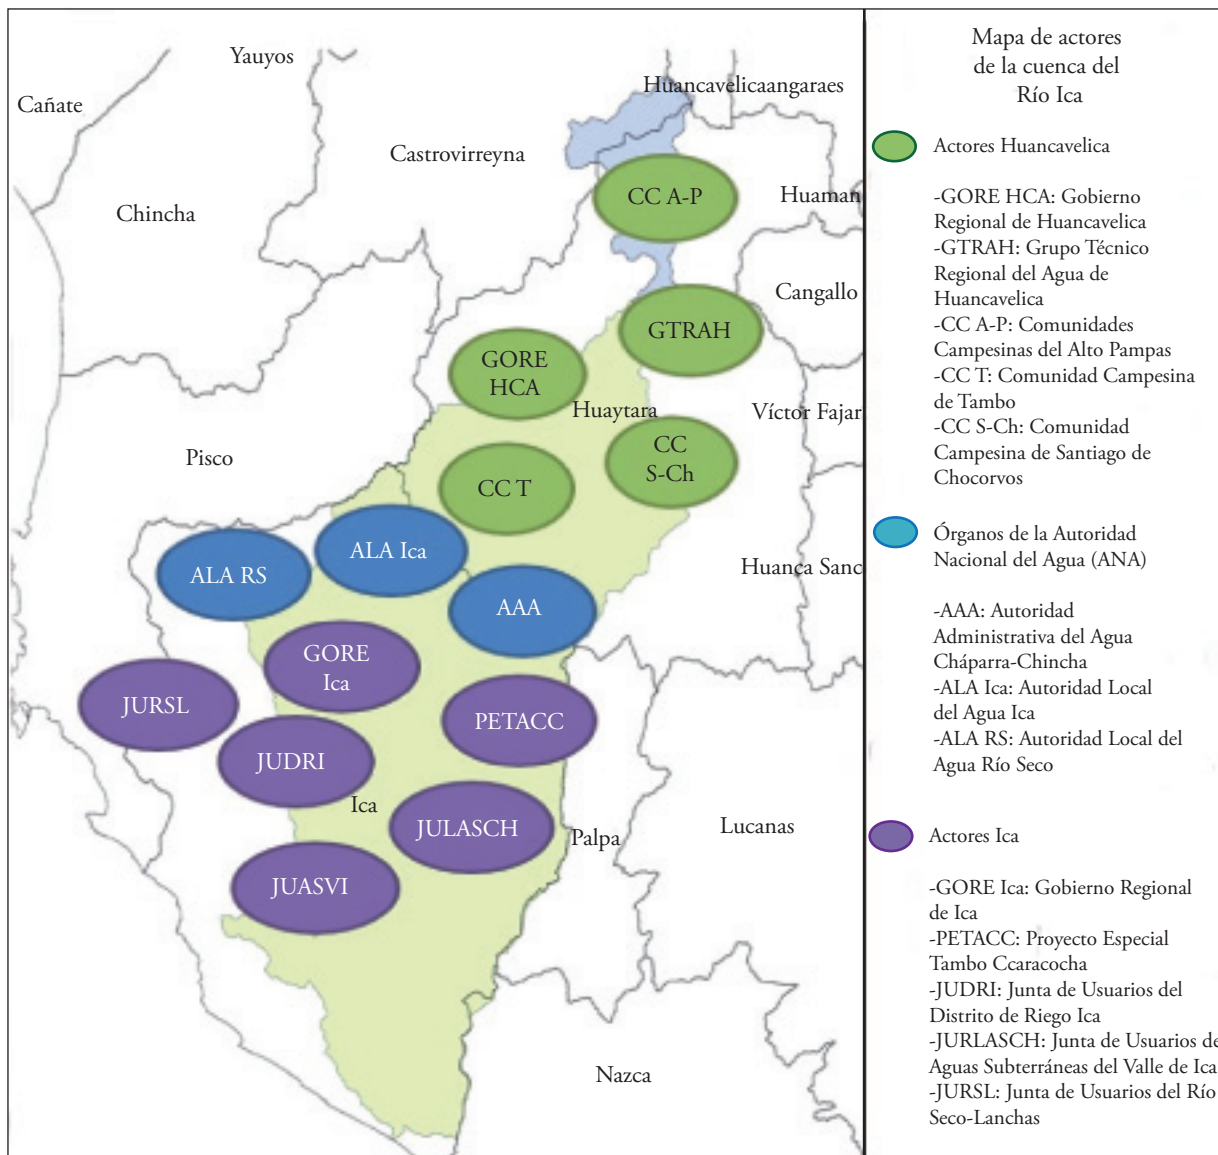 Yauyos
Cañate
Huancavelicaangaraes
Castrovirreyna
Chincha
CC A-P
Huaman
Cangallo
GTRAH
GORE
HCA
Huaytara
Víctor Fajar
Pisco
CC
S-Ch
CC T
ALA Ica
ALA RS
Huanca Sanc
AAA
GORE
Ica
JURSL
PETACC
JUDRI
Ica
JULASCH
Palpa
Lucanas
JUASVI
Nazca
Mapa de actores
de la cuenca del
Río Ica
Actores Huancavelica
-GORE HCA: Gobierno
Regional de Huancavelica
-GTRAH: Grupo Técnico
Regional del Agua de
Huancavelica
-CC A-P: Comunidades
Campesinas del Alto Pampas
-CC T: Comunidad Campesina
de Tambo
-CC S-Ch: Comunidad
Campesina de Santiago de
Chocorvos
Órganos de la Autoridad
Nacional del Agua (ANA)
-AAA: Autoridad
Administrativa del Agua
Cháparra-Chincha
-ALA Ica: Autoridad Local
del Agua Ica
-ALA RS: Autoridad Local del
Agua Río Seco
Actores Ica
-GORE Ica: Gobierno Regional
de Ica
-PETACC: Proyecto Especial
Tambo Ccaracocha
-JUDRI: Junta de Usuarios del
Distrito de Riego Ica
-JURLASCH: Junta de Usuarios de
Aguas Subterráneas del Valle de Ica
-JURSL: Junta de Usuarios del Río
Seco-Lanchas